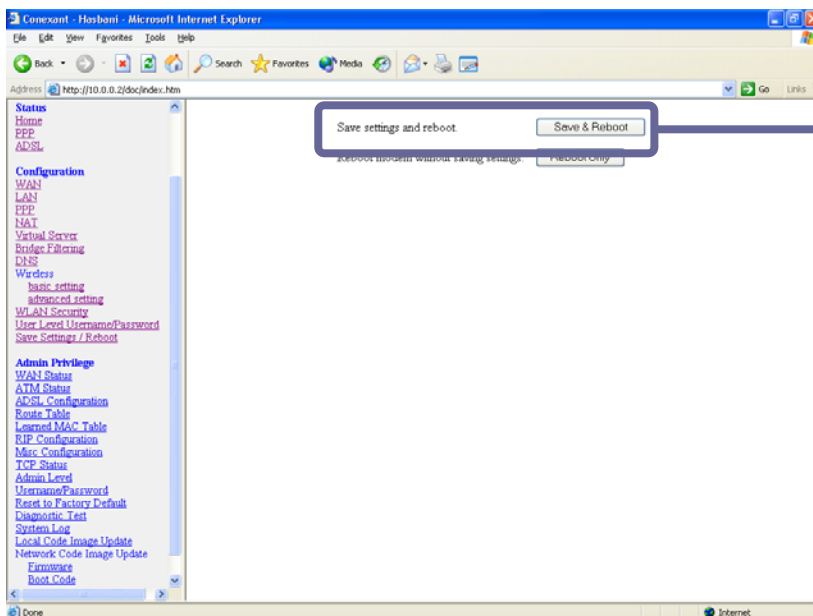 Conexant - Hasbani - Microsoft Internet Explorer
File Edit View Favorites Tools Help
Back Search Favorites Media
Address http://10.0.0.2/doc/index.htm Go Links
Status
Home
PPP
ADSL
Configuration
WAN
LAN
PPP
NAT
Virtual Server
Bridge Filtering
DNS
Wireless
basic setting
advanced setting
WLAN Security
User Level Username/Password
Save Settings / Reboot
Admin Privilege
WAN Status
ATM Status
ADSL Configuration
Route Table
Learned MAC Table
RIP Configuration
Misc Configuration
TCP Status
Admin Level
Username/Password
Reset to Factory Default
Diagnostic Test
System Log
Local Code Image Update
Network Code Image Update
Firmware
Boot Code
Save settings and reboot. Save & Reboot
Reboot modem without saving settings. Reboot Only
Done Internet